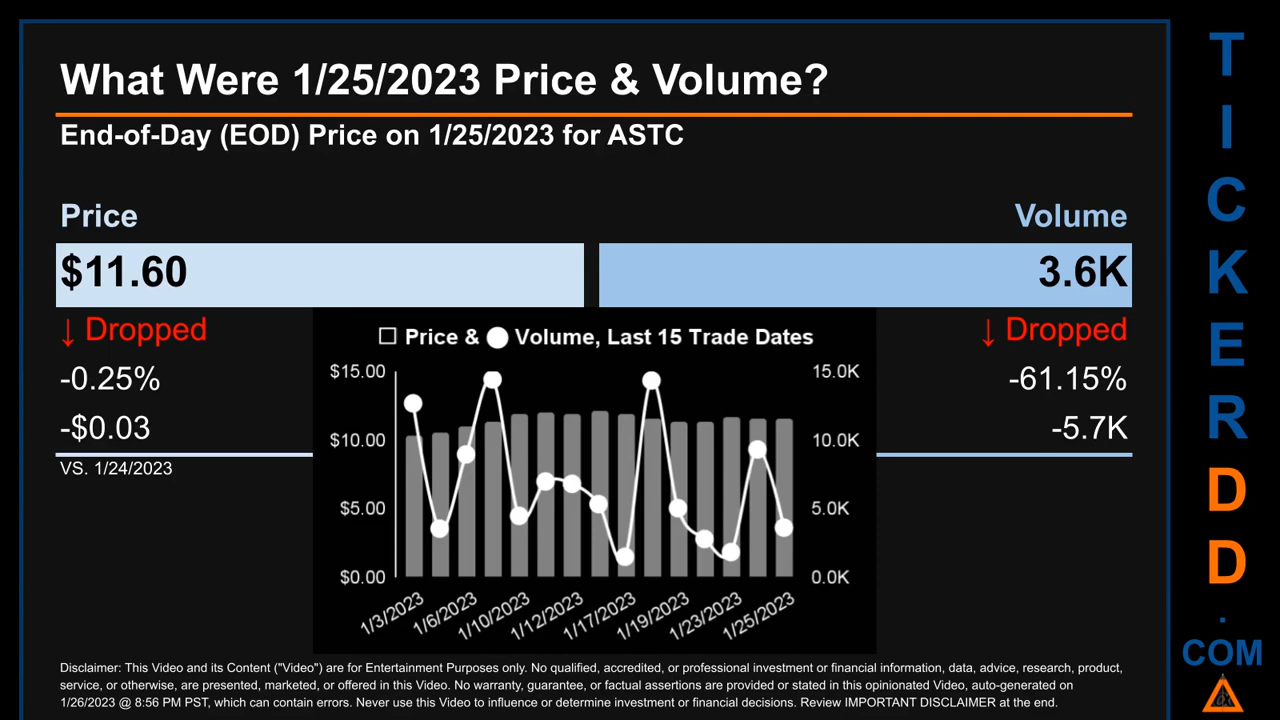 What Were 1/25/2023 Price & Volume?
End-of-Day (EOD) Price on 1/25/2023 for ASTC
Price
Volume
$11.60
3.6K
↓ Dropped
↓ Dropped
-0.25%
-61.15%
-$0.03
-5.7K
VS. 1/24/2023
Price & Volume, Last 15 Trade Dates
$15.00
15.0K
$10.00
10.0K
$5.00
5.0K
$0.00
0.0K
1/3/2023
1/6/2023
1/10/2023
1/12/2023
1/17/2023
1/19/2023
1/23/2023
1/25/2023
Disclaimer: This Video and its Content ("Video") are for Entertainment Purposes only. No qualified, accredited, or professional investment or financial information, data, advice, research, product,
service, or otherwise, are presented, marketed, or offered in this Video. No warranty, guarantee, or factual assertions are provided or stated in this opinionated Video, auto-generated on
1/26/2023 @ 8:56 PM PST, which can contain errors. Never use this Video to influence or determine investment or financial decisions. Review IMPORTANT DISCLAIMER at the end.
TICKERDD
.
COM